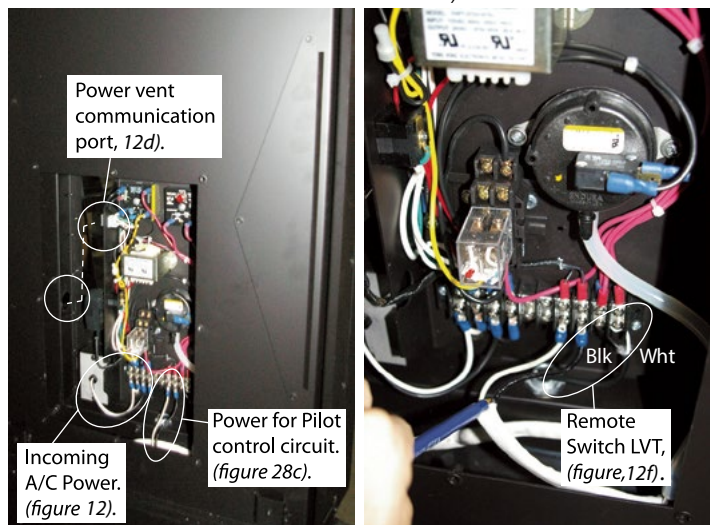 Power vent
communication
port, 12d).
Incoming
A/C Power.
(figure 12).
Power for Pilot
control circuit.
(figure 28c).
Blk Wht
Remote
Switch LVT,
(figure,12f).